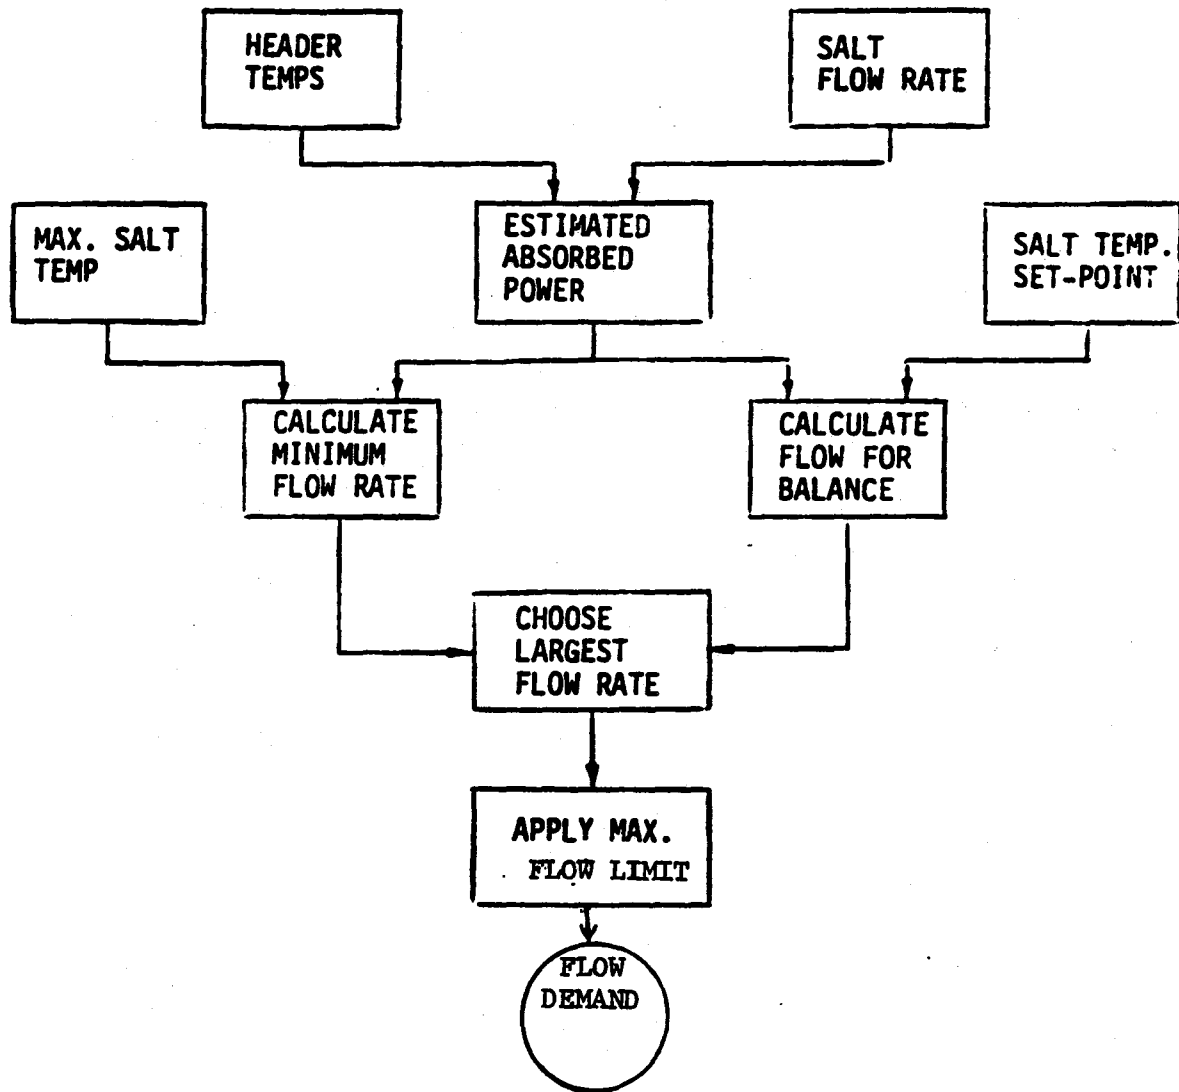 HEADER
TEMPS
SALT
FLOW RATE
MAX. SALT
TEMP
ESTIMATED
ABSORBED
POWER
SALT TEMP.
SET-POINT
CALCULATE
MINIMUM
FLOW RATE
CALCULATE
FLOW FOR
BALANCE
CHOOSE
LARGEST
FLOW RATE
APPLY MAX.
FLOW LIMIT
FLOW
DEMAND